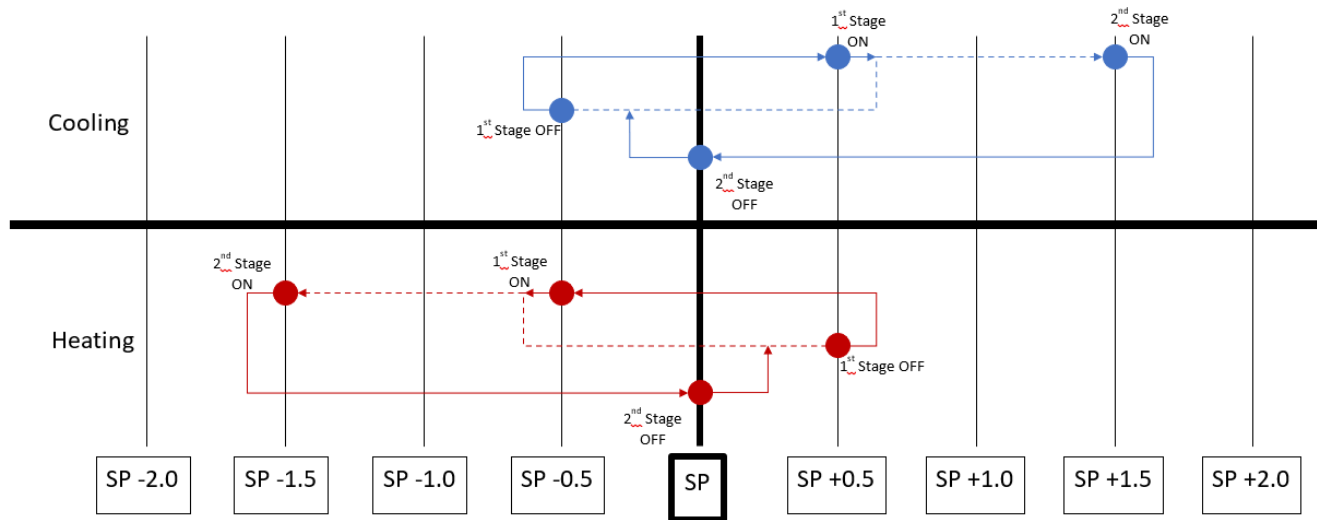 1st Stage
ON
2nd Stage
ON
Cooling
1st Stage OFF
2nd Stage
OFF
2nd Stage
ON
1st Stage
ON
Heating
1st Stage OFF
2nd Stage
OFF
SP -2.0
SP -1.5
SP -1.0
SP -0.5
SP
SP +0.5
SP +1.0
SP +1.5
SP +2.0